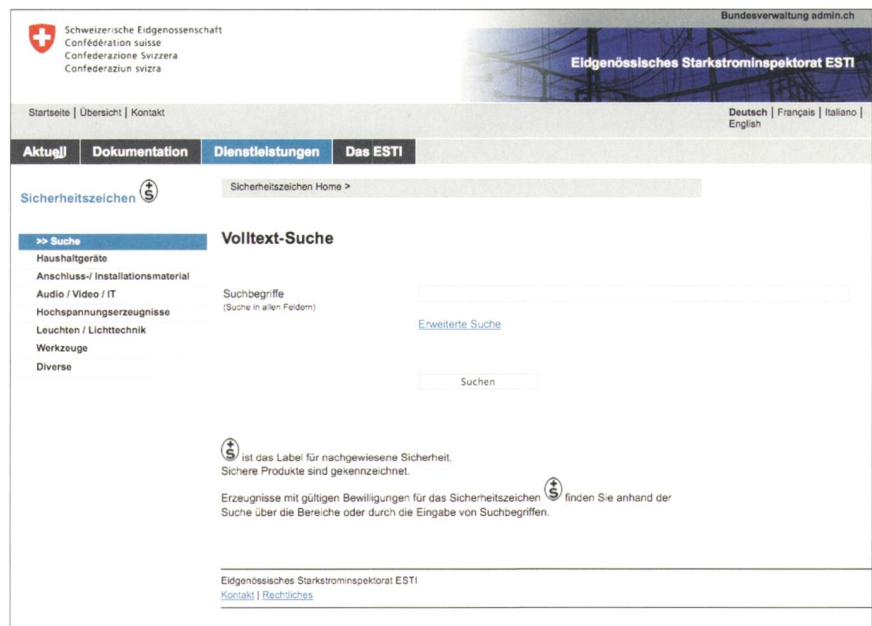 Bundesverwaltung admin.ch
Schweizerische Eidgenossenschaft
Confédération suisse
Confederazione Svizzera
Confederaziun svizra
Eidgenössisches Starkstrominspektorat ESTI
Startseite | Übersicht | Kontakt
Deutsch | Français | Italiano |
English
Aktuell Dokumentation Dienstleistungen Das ESTI
Sicherheitszeichen +S
Sicherheitszeichen Home >
>> Suche
Haushaltgeräte
Anschluss-/ Installationsmaterial
Audio / Video / IT
Hochspannungserzeugnisse
Leuchten / Lichttechnik
Werkzeuge
Diverse
Volltext-Suche
Suchbegriffe
(Suche in allen Feldern)
Erweiterte Suche
Suchen
+S ist das Label für nachgewiesene Sicherheit.
Sichere Produkte sind gekennzeichnet.
Erzeugnisse mit gültigen Bewilligungen für das Sicherheitszeichen +S finden Sie anhand der
Suche über die Bereiche oder durch die Eingabe von Suchbegriffen.
Eidgenössisches Starkstrominspektorat ESTI
Kontakt | Rechtliches